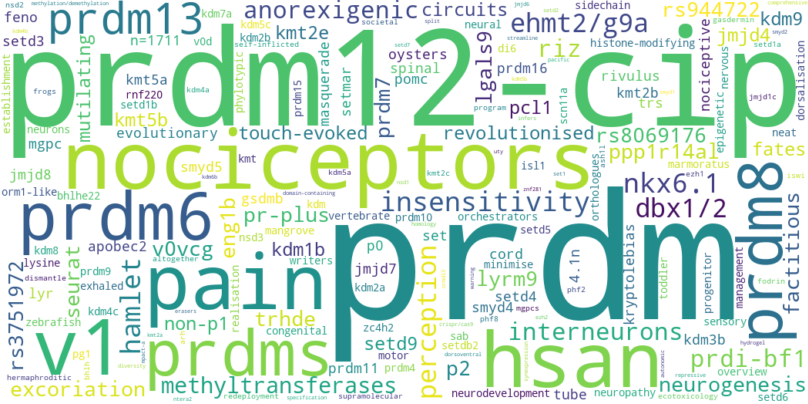 nsd2 methylation/demethylation kdm7a anorexigenic circuits sidechain rs944722
feno prdm13 kdm5c societal split neural ehmt2/g9a jmjd4 kdm9
setd3 n=1711 v0d kdm2b self-inflicted kmt2e di6 riz histone-modifying setd1a
prdm12-cip
establishment mutilating kmt5a rnf220 setd1b kdm4a phylotypic prdm15 masquerade setmar spinal pomc oysters lgals9 prdm16 rivulus kmt2b nociceptive nervous epigenetic dorsalisation
frogs kmt5b prdm7 pcl1 trs scn11a jmjd1c
neurons evolutionary touch-evoked revolutionised rs8069176 neat
mgpc kmt nociceptors isl1 ppp1r14al fates
jmjd8 smyd5 kdm5a kmt2c orthologues marmoratus
orm1-like bhlhe22 gsdmb domain-containing insensitivity nkx6.1 iswi
prdm6 eng1b pr-plus kdm vertebrate prdm10 orchestrators dbx1/2 prdm8 factitious
rs3751972 kdm8 apobec2 nsd3 mangrove p0 set cord setd5 prdm
lysine prdm9 hamlet v0vcg kdm1b writers jmjd7 minimise 4.1n kryptolebias toddler progenitor management
dismantle exhaled pain altogether kdm2a lyrm9 fodrin
seurat lyr kdm4c realisation trhde perception setd4 phf2 sensory
zebrafish non-p1 congenital zc4h2 smyd4 phf8 interneurons kdm3b
v1 pg1 prdms setd9 motor sab setdb2 hsan prdi-bf1
hermaphroditic prdm11 prdm4 p2 neurogenesis overview
excoriation methyltransferases neurodevelopment tube neuropathy ecotoxicology setd6
redeployment specification supramolecular hydrogel